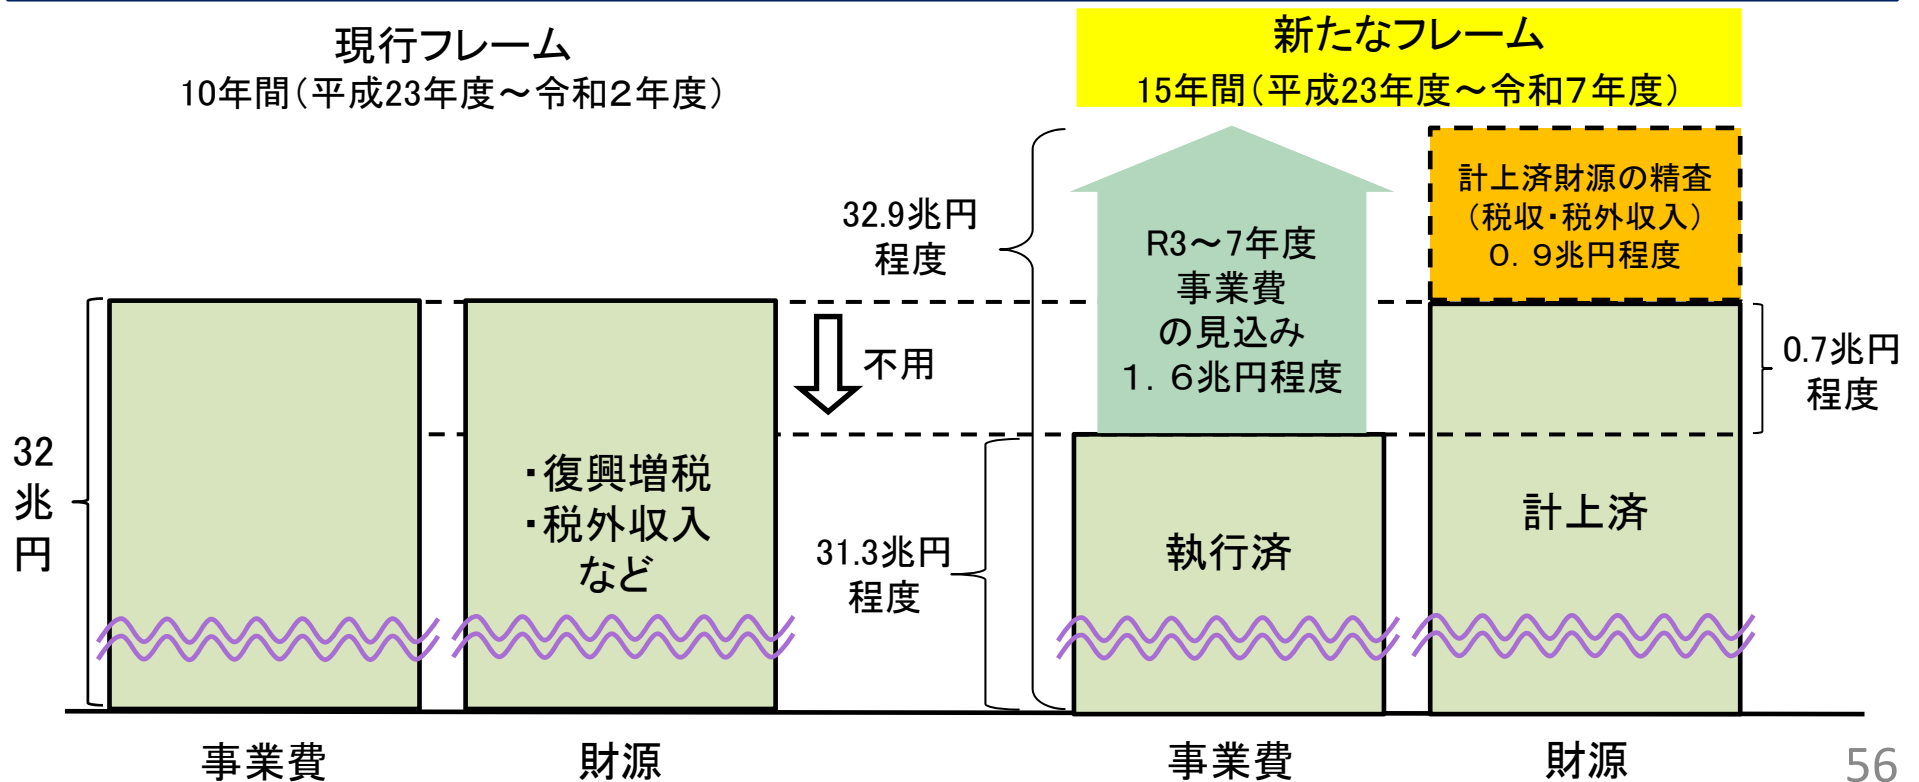 現行フレーム
10年間（平成23年度～令和２年度）
新たなフレーム
15年間（平成23年度～令和７年度）
32
兆
円
・復興増税
・税外収入
など
不用
32.9兆円
程度
31.3兆円
程度
R3～7年度
事業費
の見込み
１．６兆円程度
執行済
計上済財源の精査
（税収・税外収入）
０．９兆円程度
計上済
0.7兆円
程度
事業費
財源
事業費
財源
56